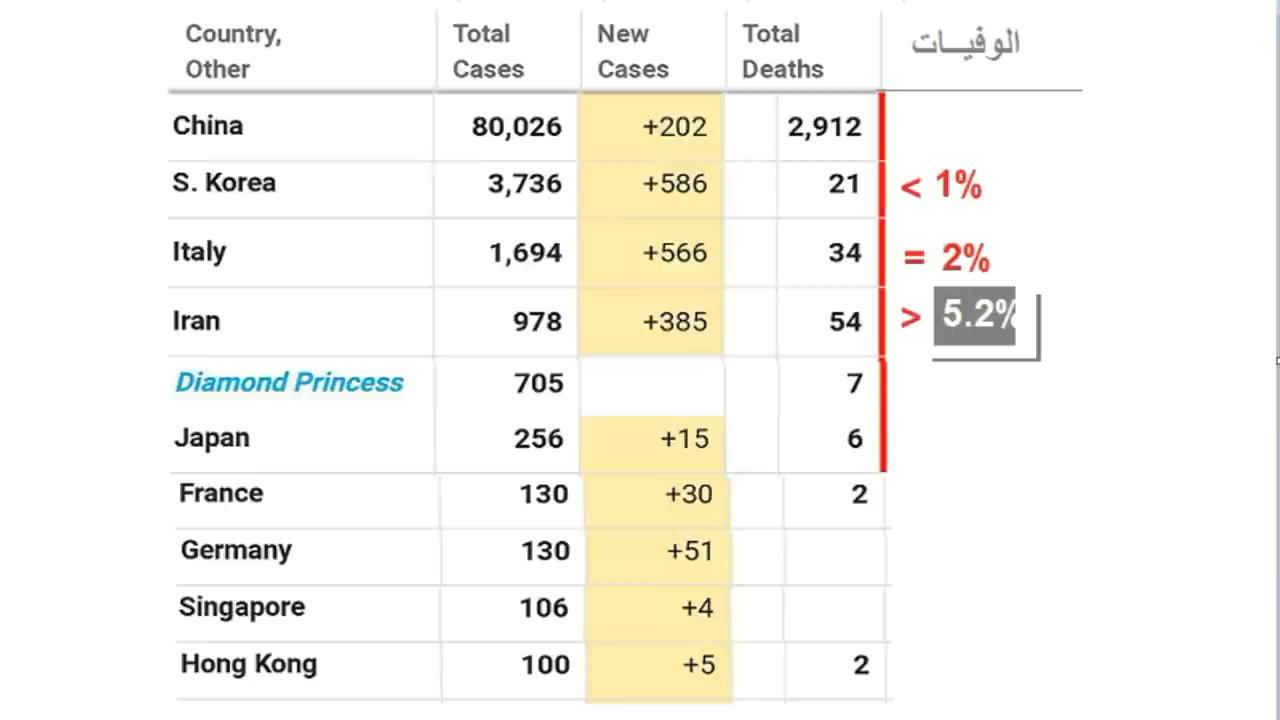 Country, Other Total Cases New Cases Total Deaths الوفيــات
China 80,026 +202 2,912
S. Korea 3,736 +586 21 < 1%
Italy 1,694 +566 34 = 2%
Iran 978 +385 54 > 5.2%
Diamond Princess 705 7
Japan 256 +15 6
France 130 +30 2
Germany 130 +51
Singapore 106 +4
Hong Kong 100 +5 2